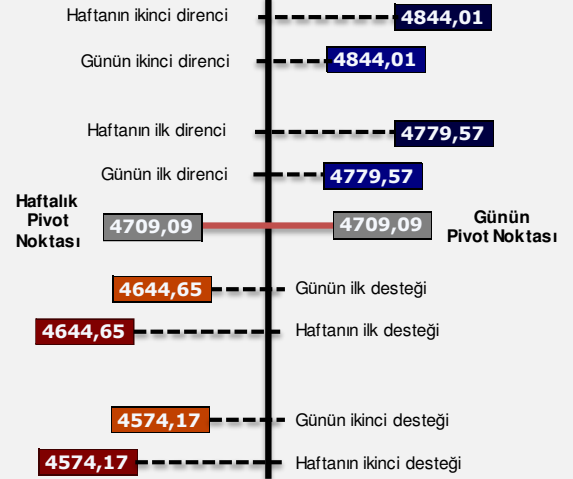 Haftanın ikinci direnci 4844,01
Günün ikinci direnci 4844,01
Haftanın ilk direnci 4779,57
Günün ilk direnci 4779,57
Haftalık
Pivot
Noktası
4709,09 4709,09
Günün
Pivot Noktası
4644,65 Günün ilk desteği
4644,65 Haftanın ilk desteği
4574,17 Günün ikinci desteği
4574,17 Haftanın ikinci desteği